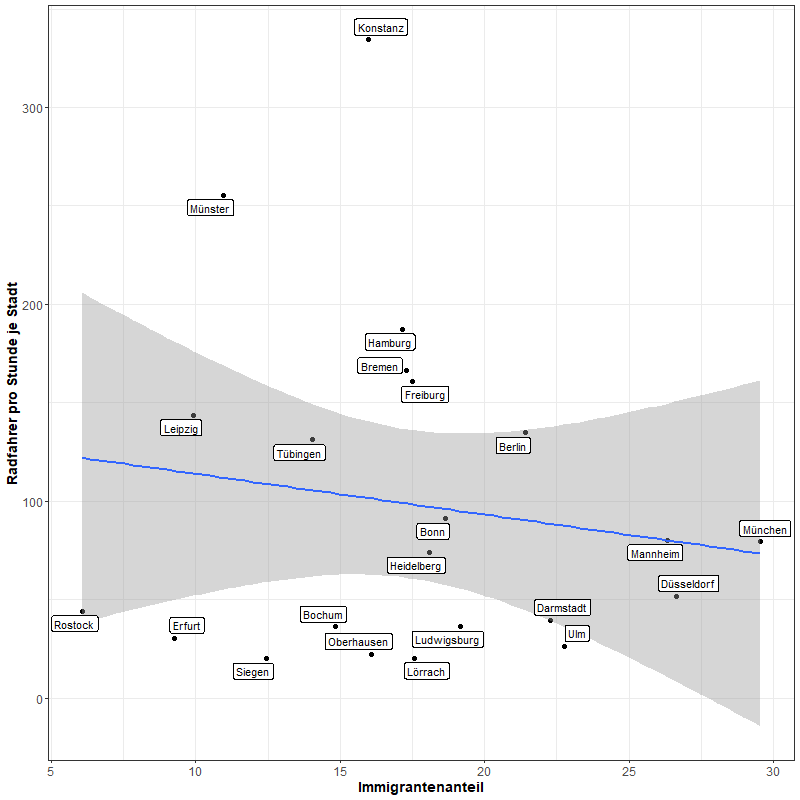 Konstanz
300
Münster
200
Hamburg
Bremen
Freiburg
Leipzig
Tübingen
Berlin
100
Bonn
München
Mannheim
Heidelberg
Düsseldorf
Darmstadt
Bochum
Rostock
Erfurt
Ulm
Oberhausen
Ludwigsburg
Siegen
Lörrach
0
5 10 15 20 25 30
Immigrantenanteil
Radfahrer pro Stunde je Stadt